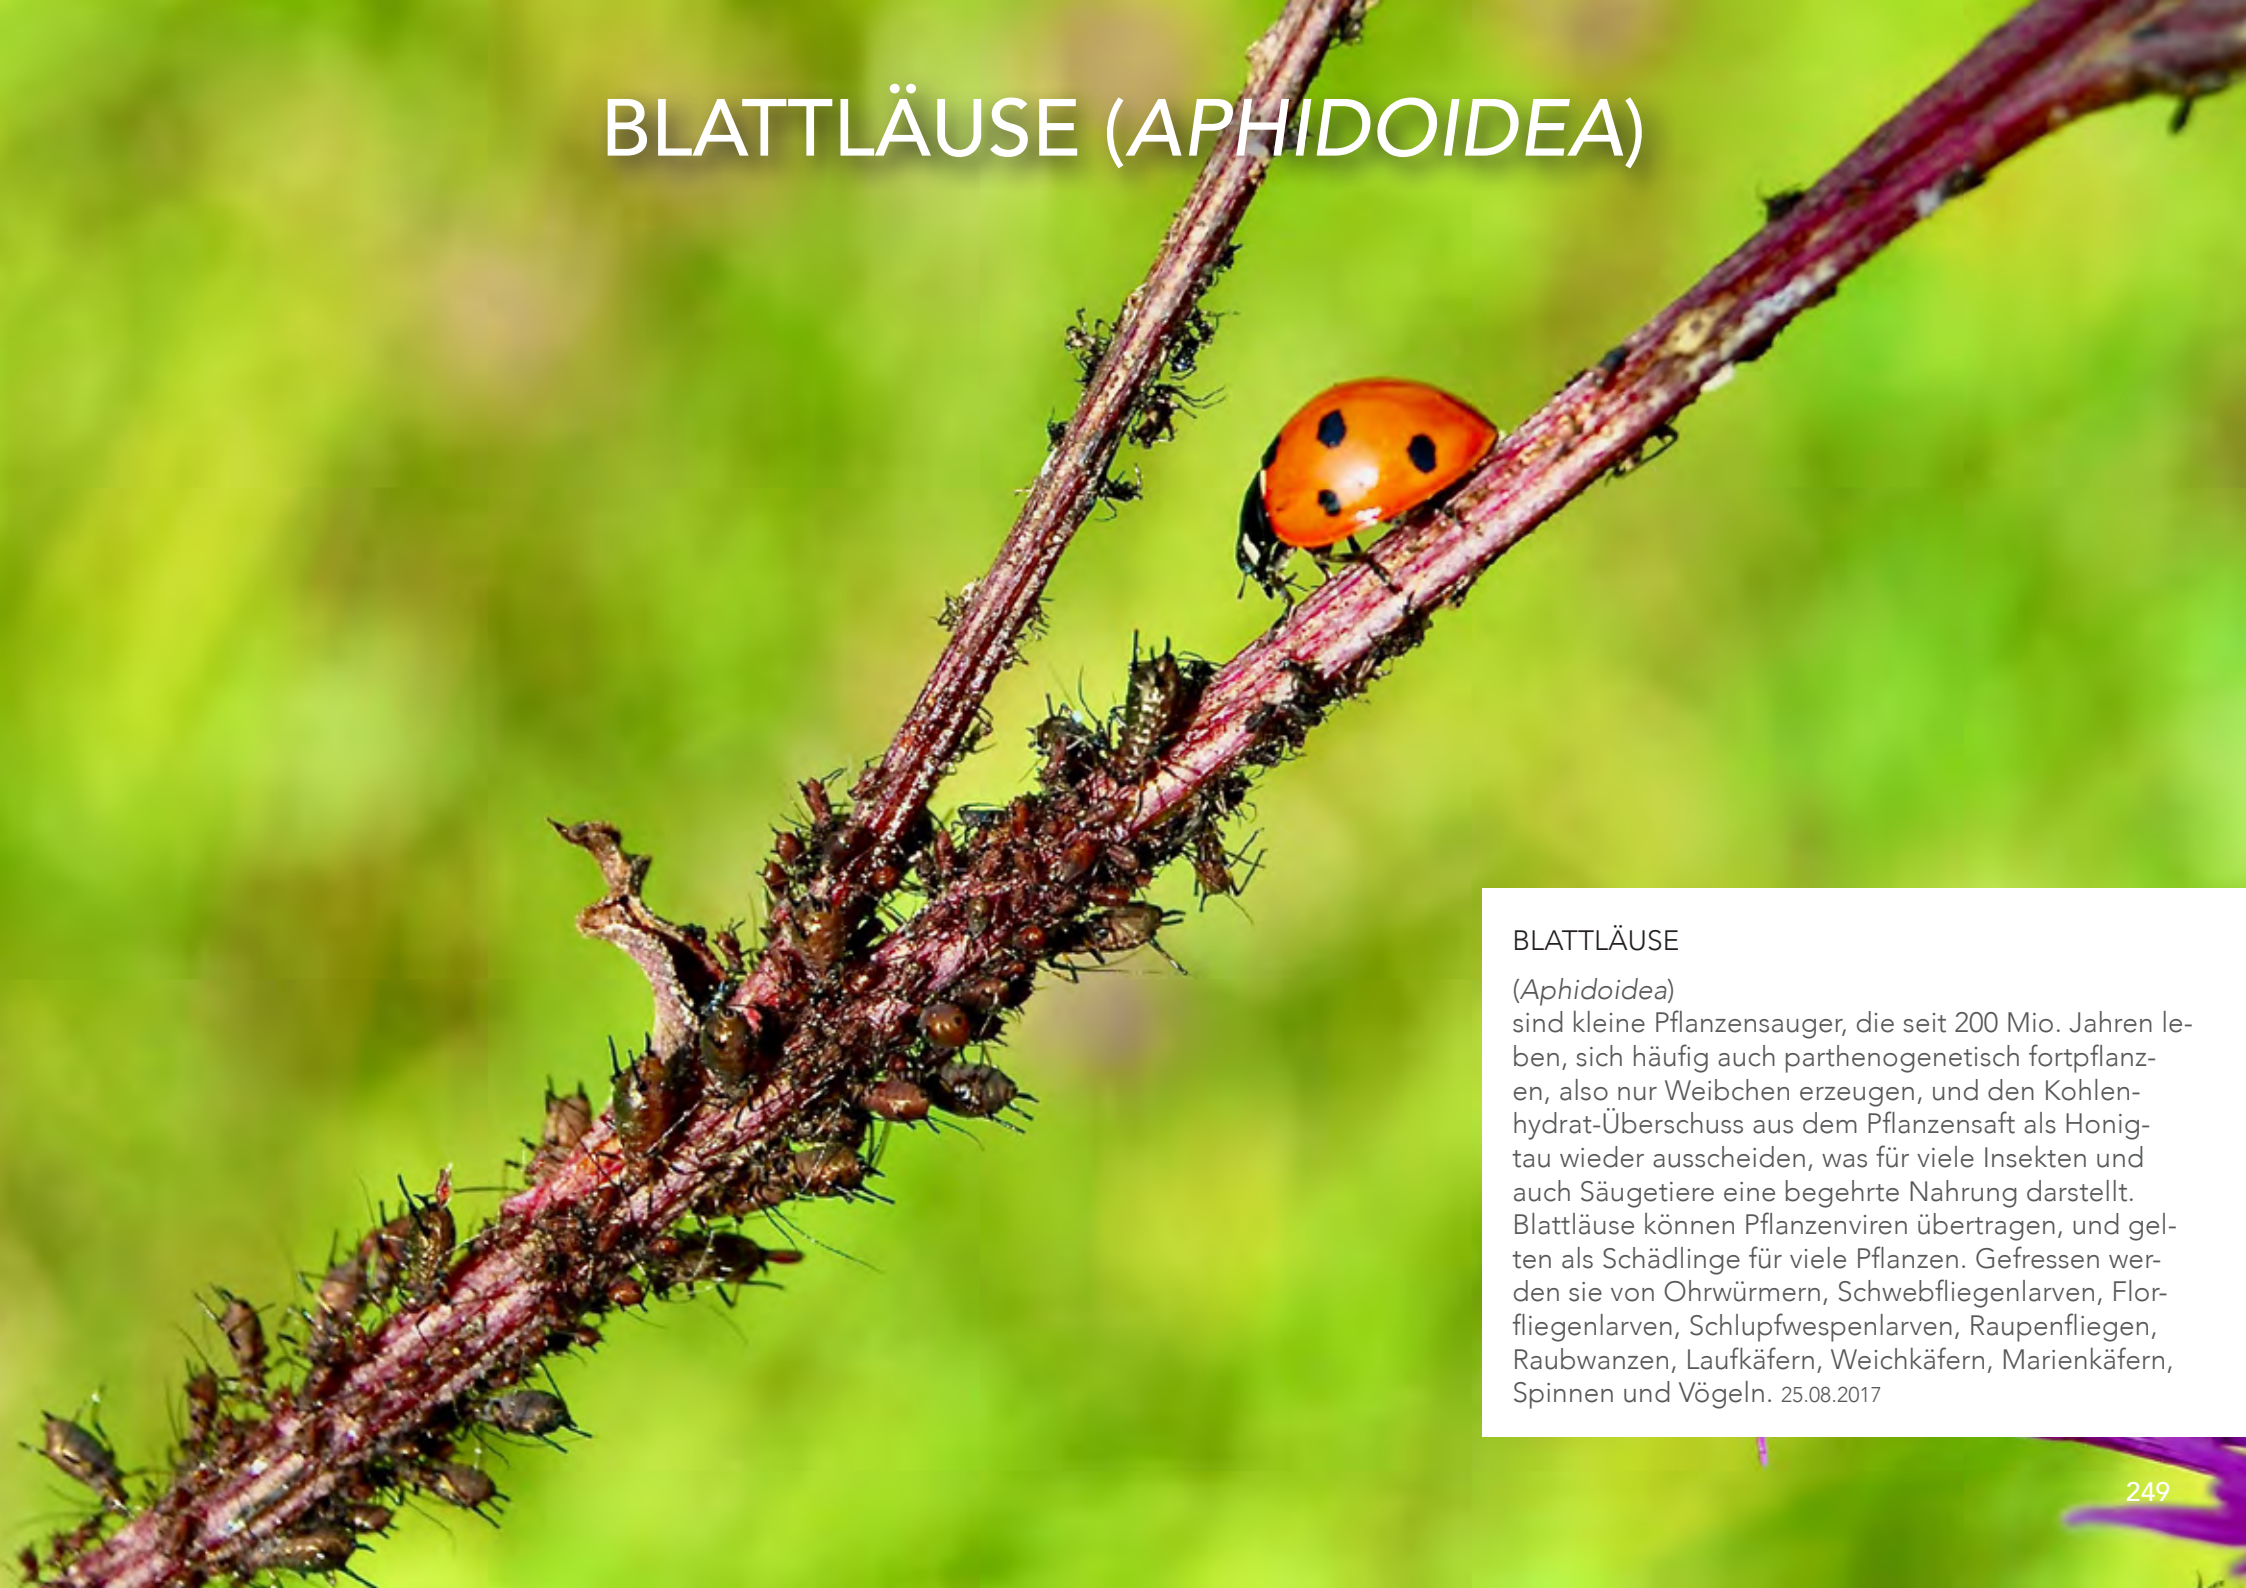 BLATTLÄUSE (APHIDOIDEA)
BLATTLÄUSE
(Aphidoidea)
sind kleine Pflanzensauger, die seit 200 Mio. Jahren le-
ben, sich häufig auch parthenogenetisch fortpflanz-
en, also nur Weibchen erzeugen, und den Kohlen-
hydrat-Überschuss aus dem Pflanzensaft als Honig-
tau wieder ausscheiden, was für viele Insekten und
auch Säugetiere eine begehrte Nahrung darstellt.
Blattläuse können Pflanzenviren übertragen, und gel-
ten als Schädlinge für viele Pflanzen. Gefressen wer-
den sie von Ohrwürmern, Schwebfliegenlarven, Flor-
fliegenlarven, Schlupfwespenlarven, Raupenfliegen,
Raubwanzen, Laufkäfern, Weichkäfern, Marienkäfern,
Spinnen und Vögeln. 25.08.2017
249